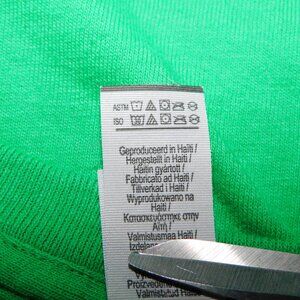 ASTM
ISO
Geproduceerd in Haïti /
Hergestellt in Haiti /
Haitin gyártott /
Fabbricato ad Haiti /
Tillverkad i Haiti /
Wyprodukowano na
Haiti /
Κατασκευάστηκε στην
Αϊτή /
Valmistusmaa Haiti /